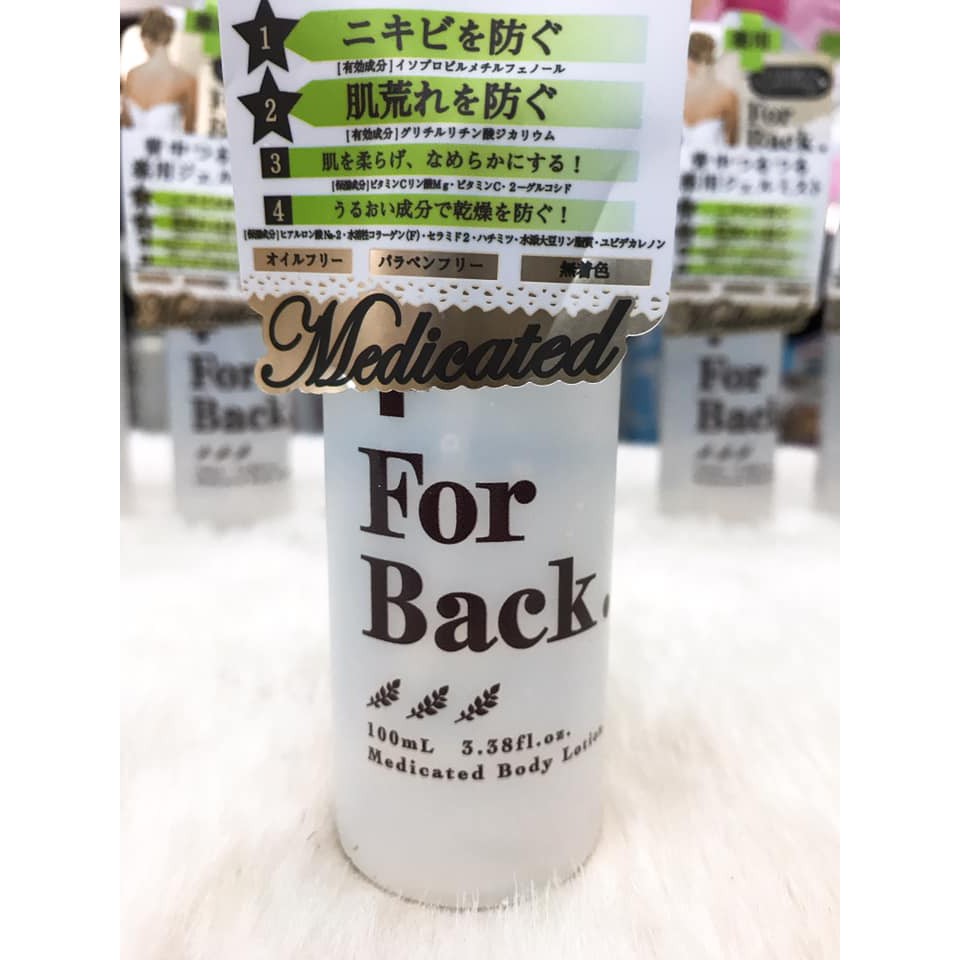 1 ニキビを防ぐ
[有効成分]イソプロピルメチルフェノール
2 肌荒れを防ぐ
[有効成分]グリチルリチン酸ジカリウム
3 肌を柔らげ、なめらかにする!
[保湿成分]ビタミンCリン酸Mg・ビタミンC・2ーグルコシド
4 うるおい成分で乾燥を防ぐ!
[保湿成分]ヒアルロン酸Na-2・水溶性コラーゲン(F)・セラミド2・ハチミツ・水添大豆リン脂質・ユビデカレノン
オイルフリー パラベンフリー 無着色
Medicated
For
Back.
100mL 3.38fl.oz.
Medicated Body Lotion
For
Back.
For
Back.
For
Back.